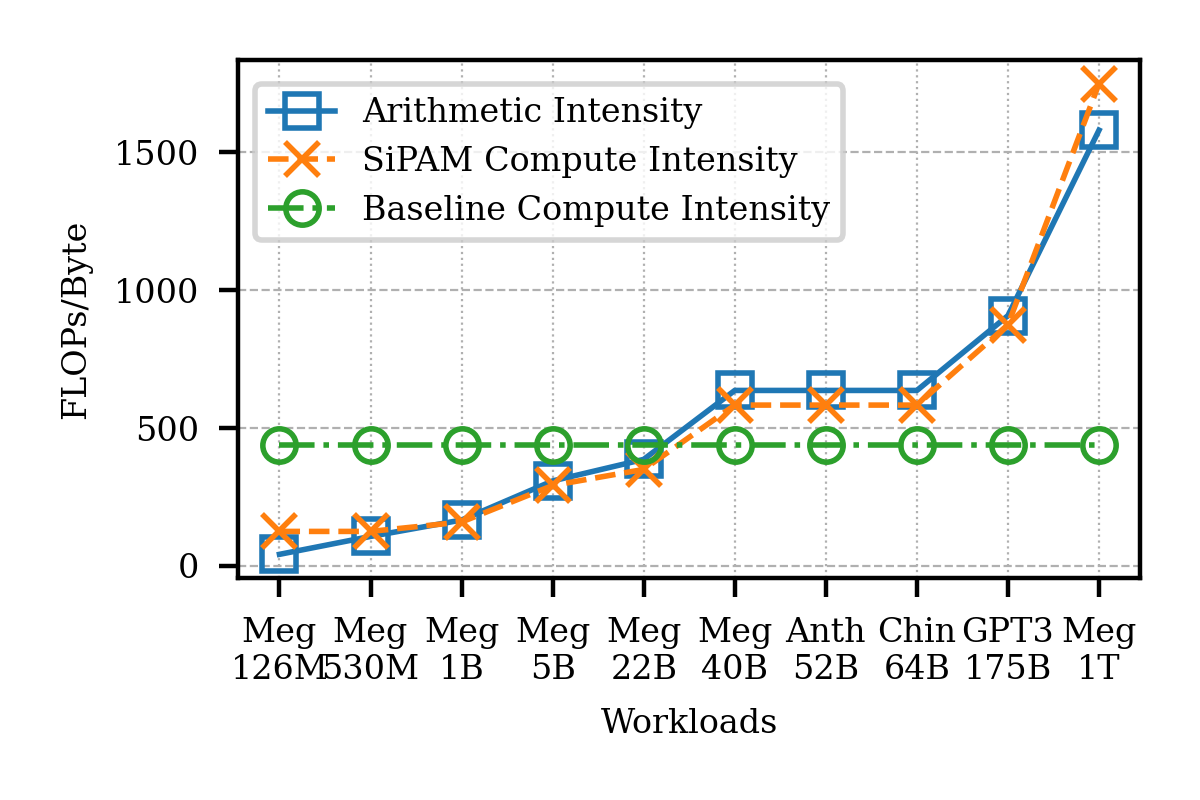 Arithmetic Intensity
SiPAM Compute Intensity
Baseline Compute Intensity
FLOPs/Byte
1500
1000
500
0
Meg Meg Meg Meg Meg Meg Anth Chin GPT3 Meg
126M 530M 1B 5B 22B 40B 52B 64B 175B 1T
Workloads